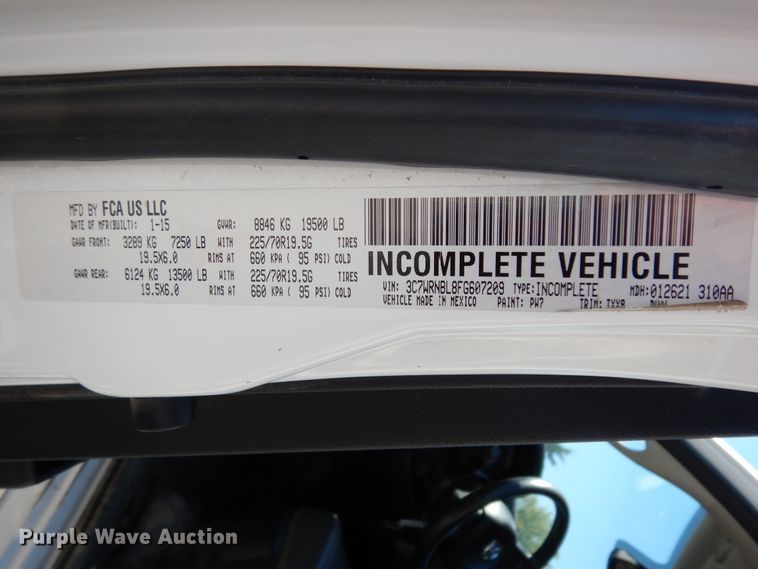 MFD BY FCA US LLC
DATE OF MFR(BUILT): 1-15 GVWR: 8846 KG 19500 LB
GAWR FRONT: 3289 KG 7250 LB WITH 225/70R19.5G TIRES
19.5X6.0 RIMS AT 660 KPA ( 95 PSI) COLD
GAWR REAR: 6124 KG 13500 LB WITH 225/70R19.5G TIRES
19.5X6.0 RIMS AT 660 KPA ( 95 PSI) COLD
INCOMPLETE VEHICLE
VIN: 3C7WRNBL8FG607209 TYPE: INCOMPLETE MDH: 012621 310AA
VEHICLE MADE IN MEXICO PAINT: PW7 TRIM: TXX8
Purple Wave Auction